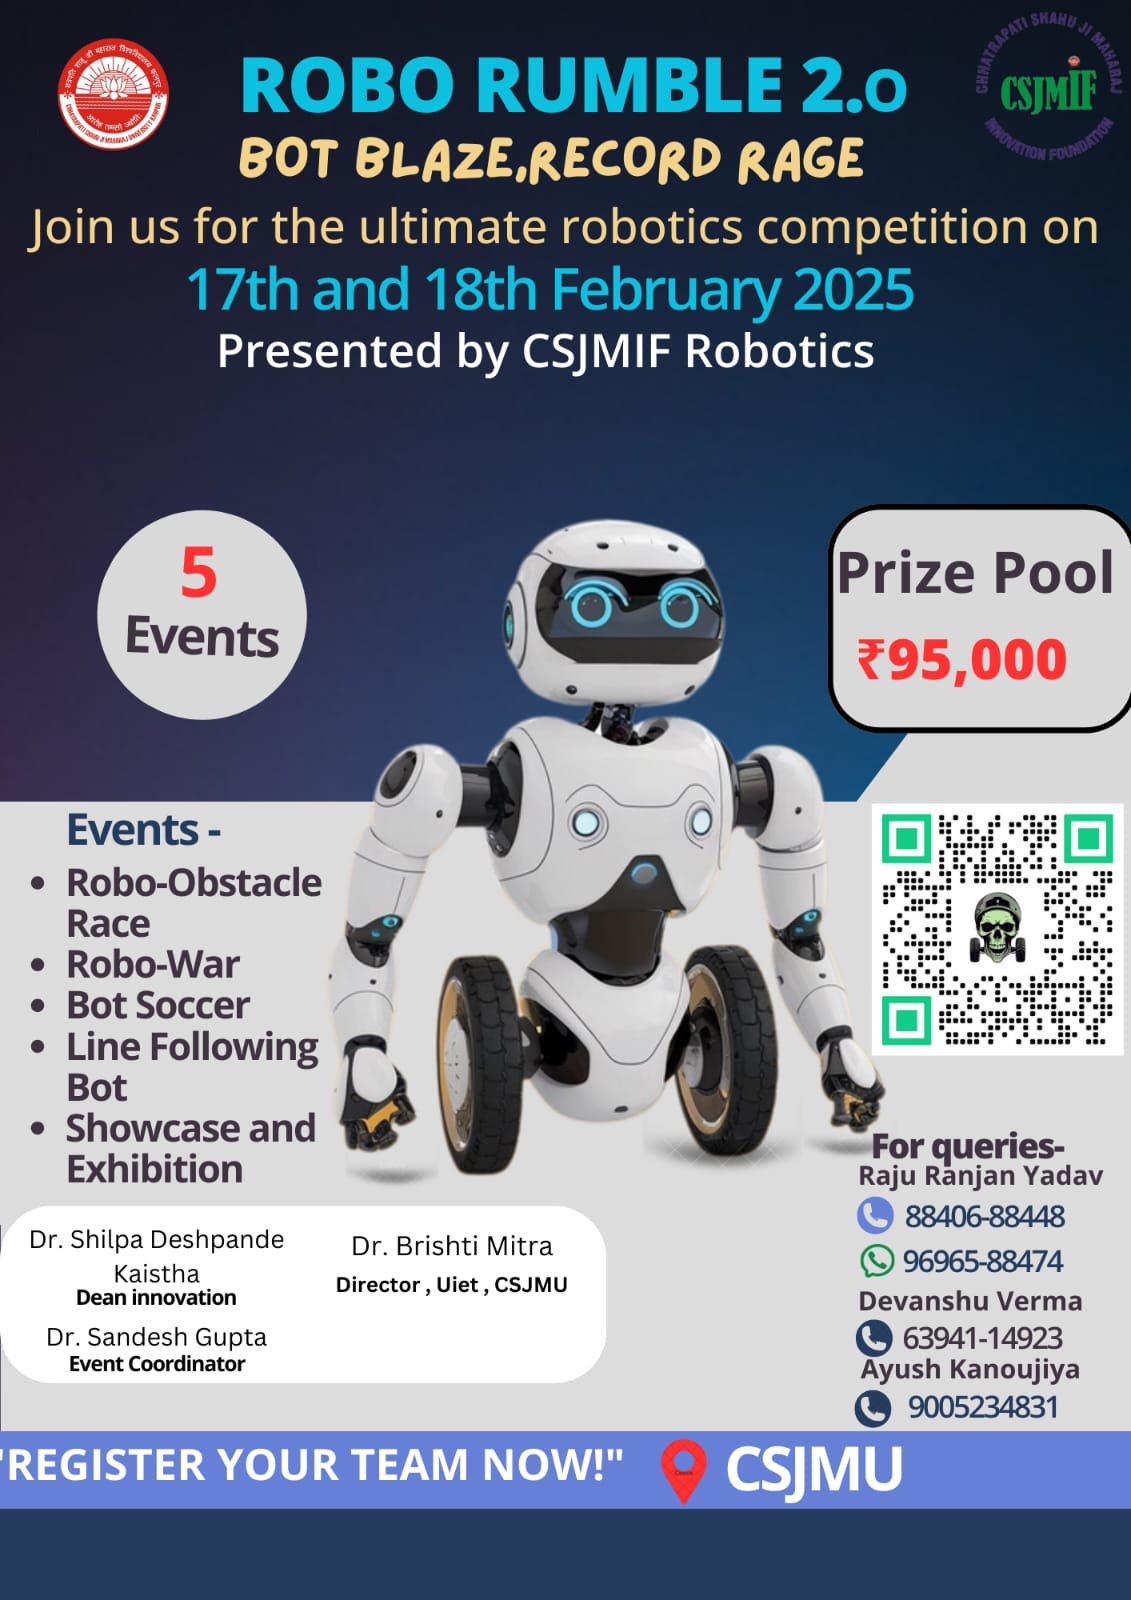 ROBO RUMBLE 2.0
BOT BLAZE,RECORD RAGE
Join us for the ultimate robotics competition on
17th and 18th February 2025
Presented by CSJMIF Robotics
CHHATRAPATI SHAHU JI MAHARAJ
CSJMIF
INNOVATION FOUNDATION
5
Events
Prize Pool
₹95,000
Events -
• Robo-Obstacle
Race
• Robo-War
• Bot Soccer
• Line Following
Bot
• Showcase and
Exhibition
Dr. Shilpa Deshpande
Kaistha
Dean innovation
Dr. Sandesh Gupta
Event Coordinator
Dr. Brishti Mitra
Director , Uiet , CSJMU
For queries-
Raju Ranjan Yadav
88406-88448
96965-88474
Devanshu Verma
63941-14923
Ayush Kanoujiya
9005234831
"REGISTER YOUR TEAM NOW!"
CSJMU